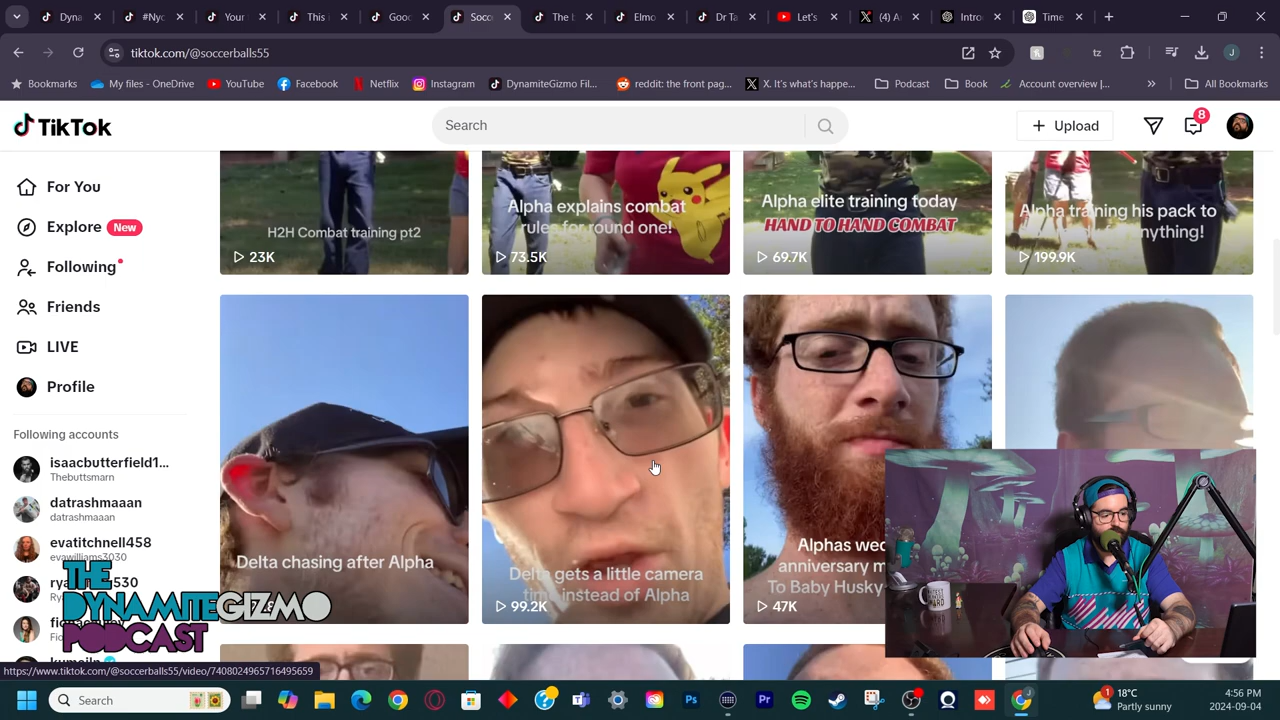 Dyna
#Nyc
Your
This
Good
Socc
The L
Elmo
Dr Ta
Let's
(4) A
Intro
Time
tiktok.com/@soccerballs55
Bookmarks
My files - OneDrive
YouTube
Facebook
Netflix
Instagram
DynamiteGizmo Fil...
reddit: the front pag...
X. It's what's happe...
Podcast
Book
Account overview |...
All Bookmarks
TikTok
Search
Upload
8
For You
Explore New
Following
Friends
LIVE
Profile
Following accounts
isaacbutterfield1...
Thebuttsmarn
datrashmaaan
datrashmaaan
evatitchnell458
evawilliams3030
H2H Combat training pt2
23K
Alpha explains combat
rules for round one!
73.5K
Alpha elite training today
HAND TO HAND COMBAT
69.7K
Alpha training his pack to
199.9K
Delta chasing after Alpha
Delta gets a little camera
time instead of Alpha
99.2K
Alphas wed
anniversary m
To Baby Husky
47K
THE
DYNAMITEGIZMO
PODCAST
https://www.tiktok.com/@soccerballs55/video/7408024965716495659
Search
18°C
Partly sunny
4:56 PM
2024-09-04